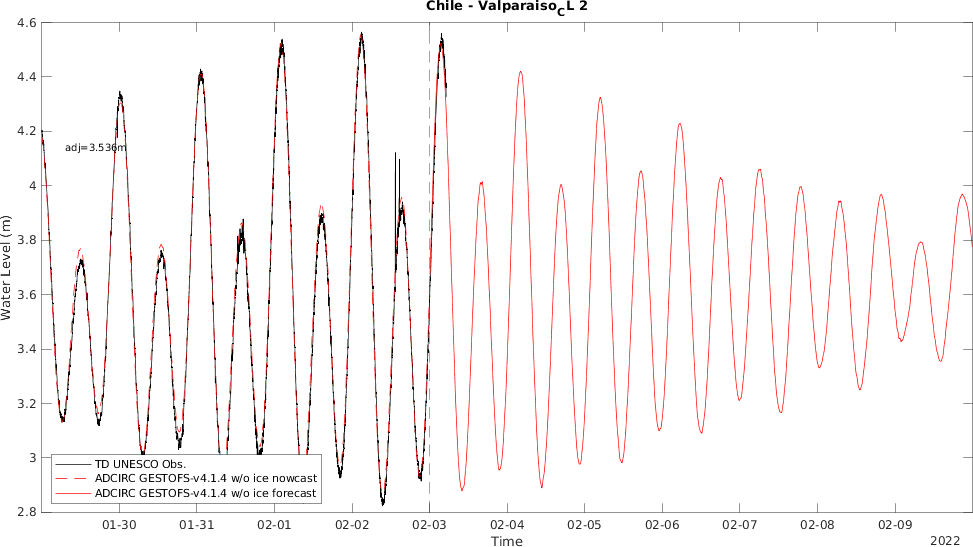 Chile - Valparaiso_CL 2
4.6
4.4
4.2
4
3.8
3.6
3.4
3.2
3
2.8
Water Level (m)
adj=3.536m
TD UNESCO Obs.
ADCIRC GESTOFS-v4.1.4 w/o ice nowcast
ADCIRC GESTOFS-v4.1.4 w/o ice forecast
01-30 01-31 02-01 02-02 02-03 02-04 02-05 02-06 02-07 02-08 02-09
Time
2022